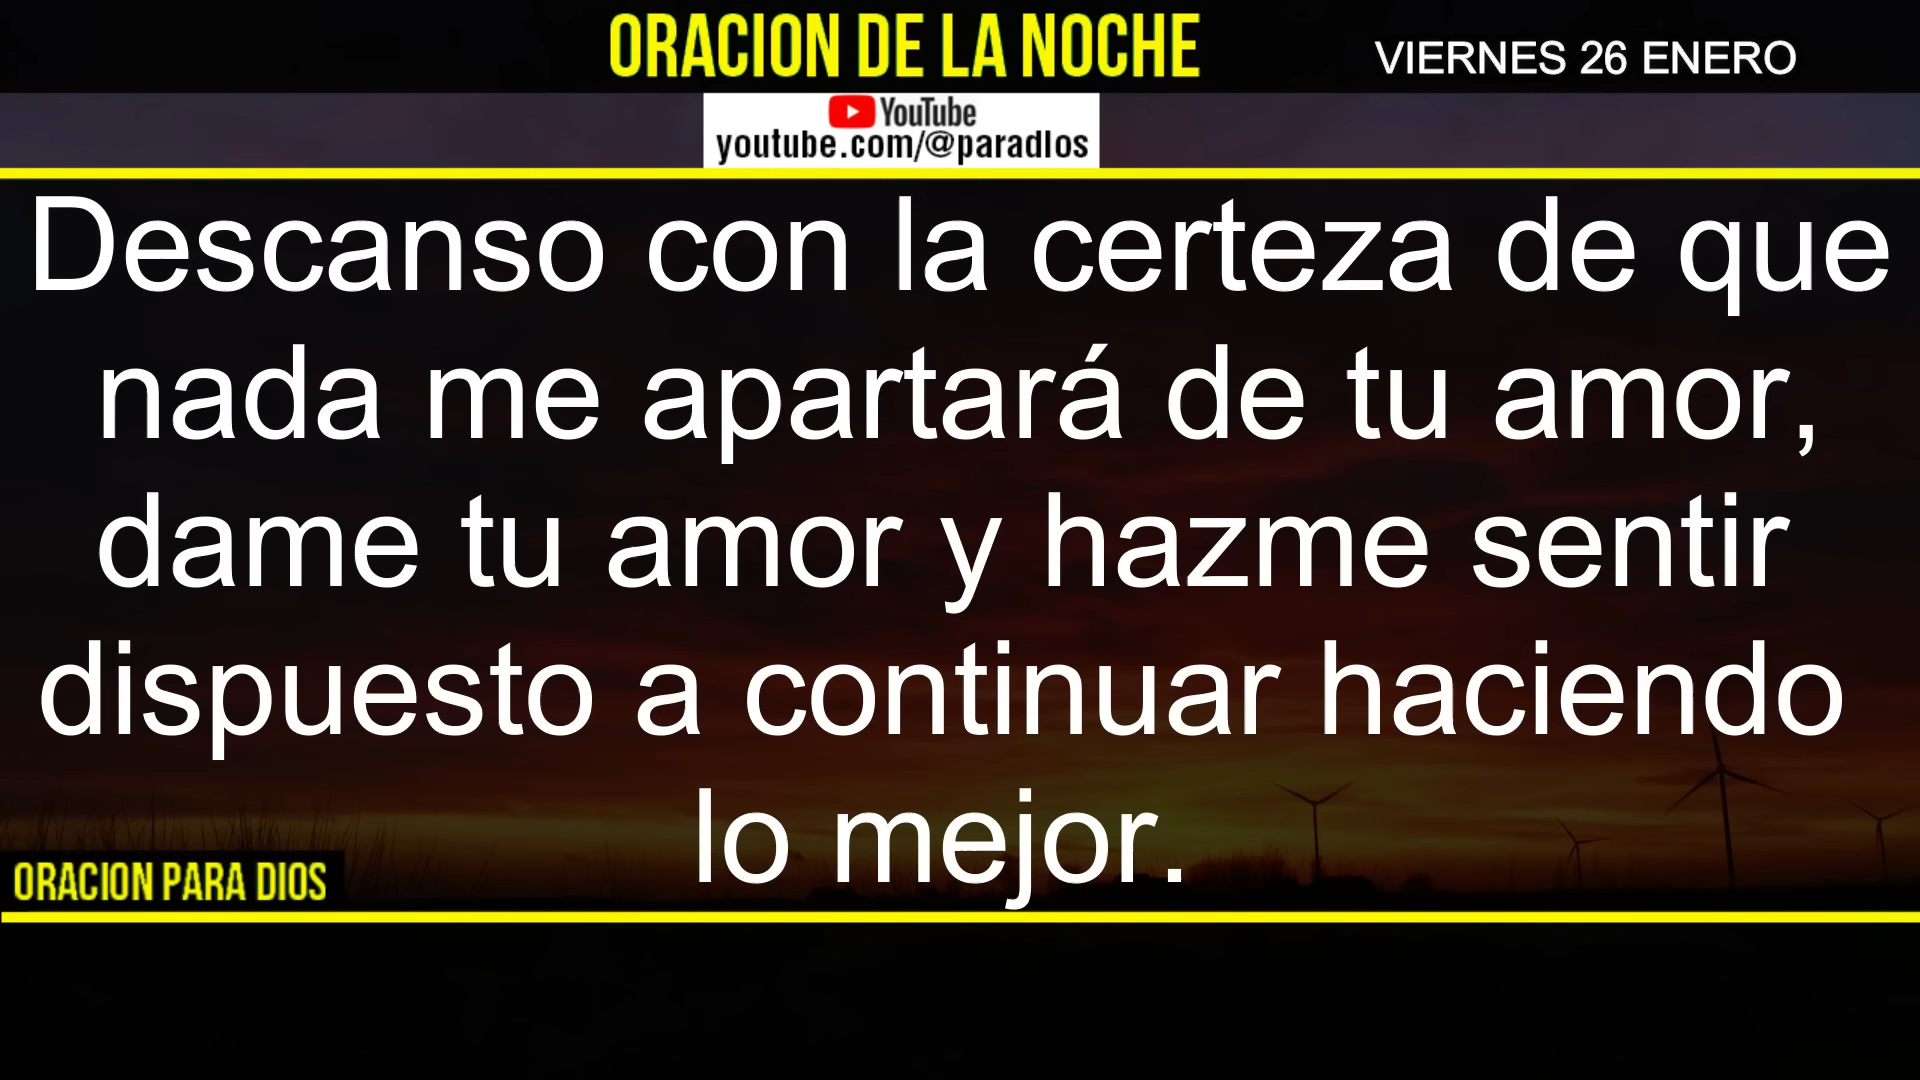 ORACION DE LA NOCHE
VIERNES 26 ENERO
YouTube
youtube.com/@paradIos
Descanso con la certeza de que
nada me apartará de tu amor,
dame tu amor y hazme sentir
dispuesto a continuar haciendo
lo mejor.
ORACION PARA DIOS